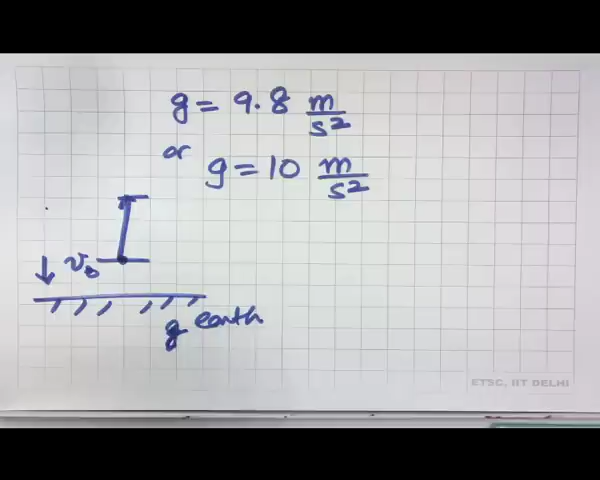 g = 9.8 m/s²
or
g = 10 m/s²
v₀
g earth
ETSC, IIT DELHI